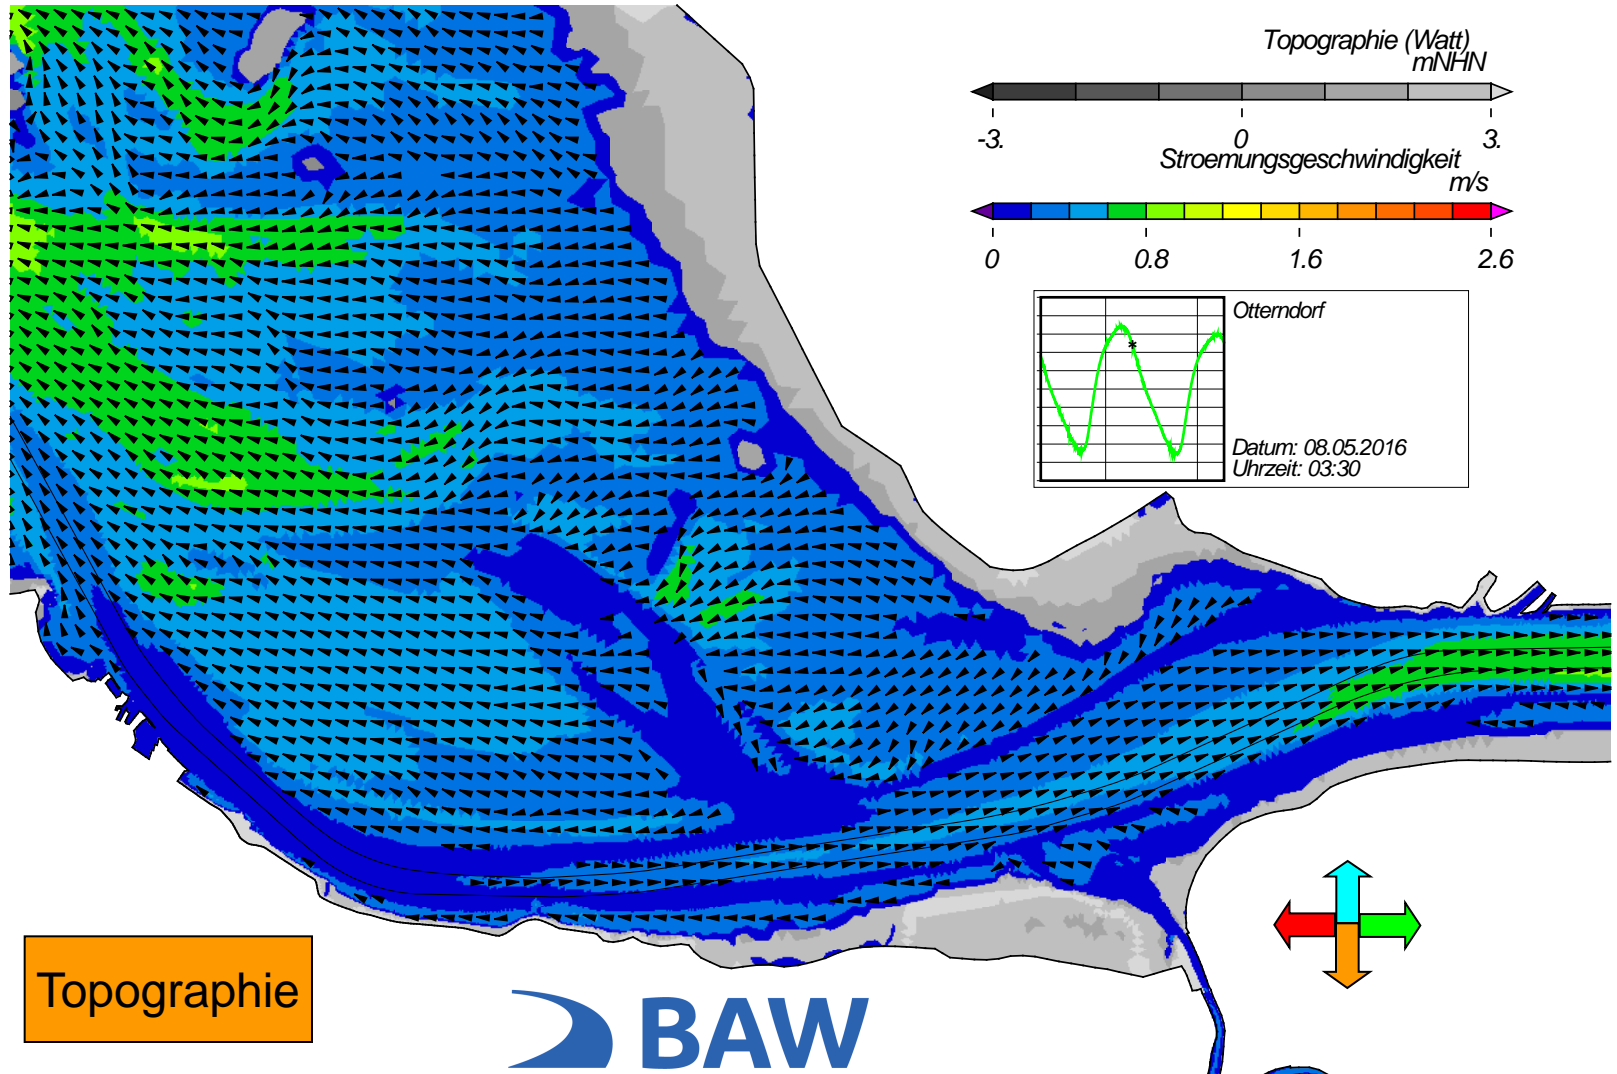 Topographie (Watt)
mNHN
-3. 0 3.
Stroemungsgeschwindigkeit
m/s
0 0.8 1.6 2.6
Otterndorf
Datum: 08.05.2016
Uhrzeit: 03:30
Topographie
BAW